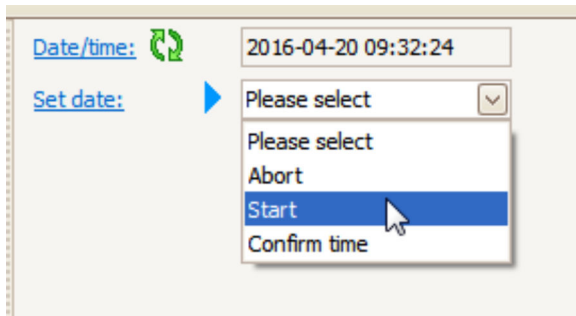 Date/time: 2016-04-20 09:32:24
Set date: Please select
Please select
Abort
Start
Confirm time